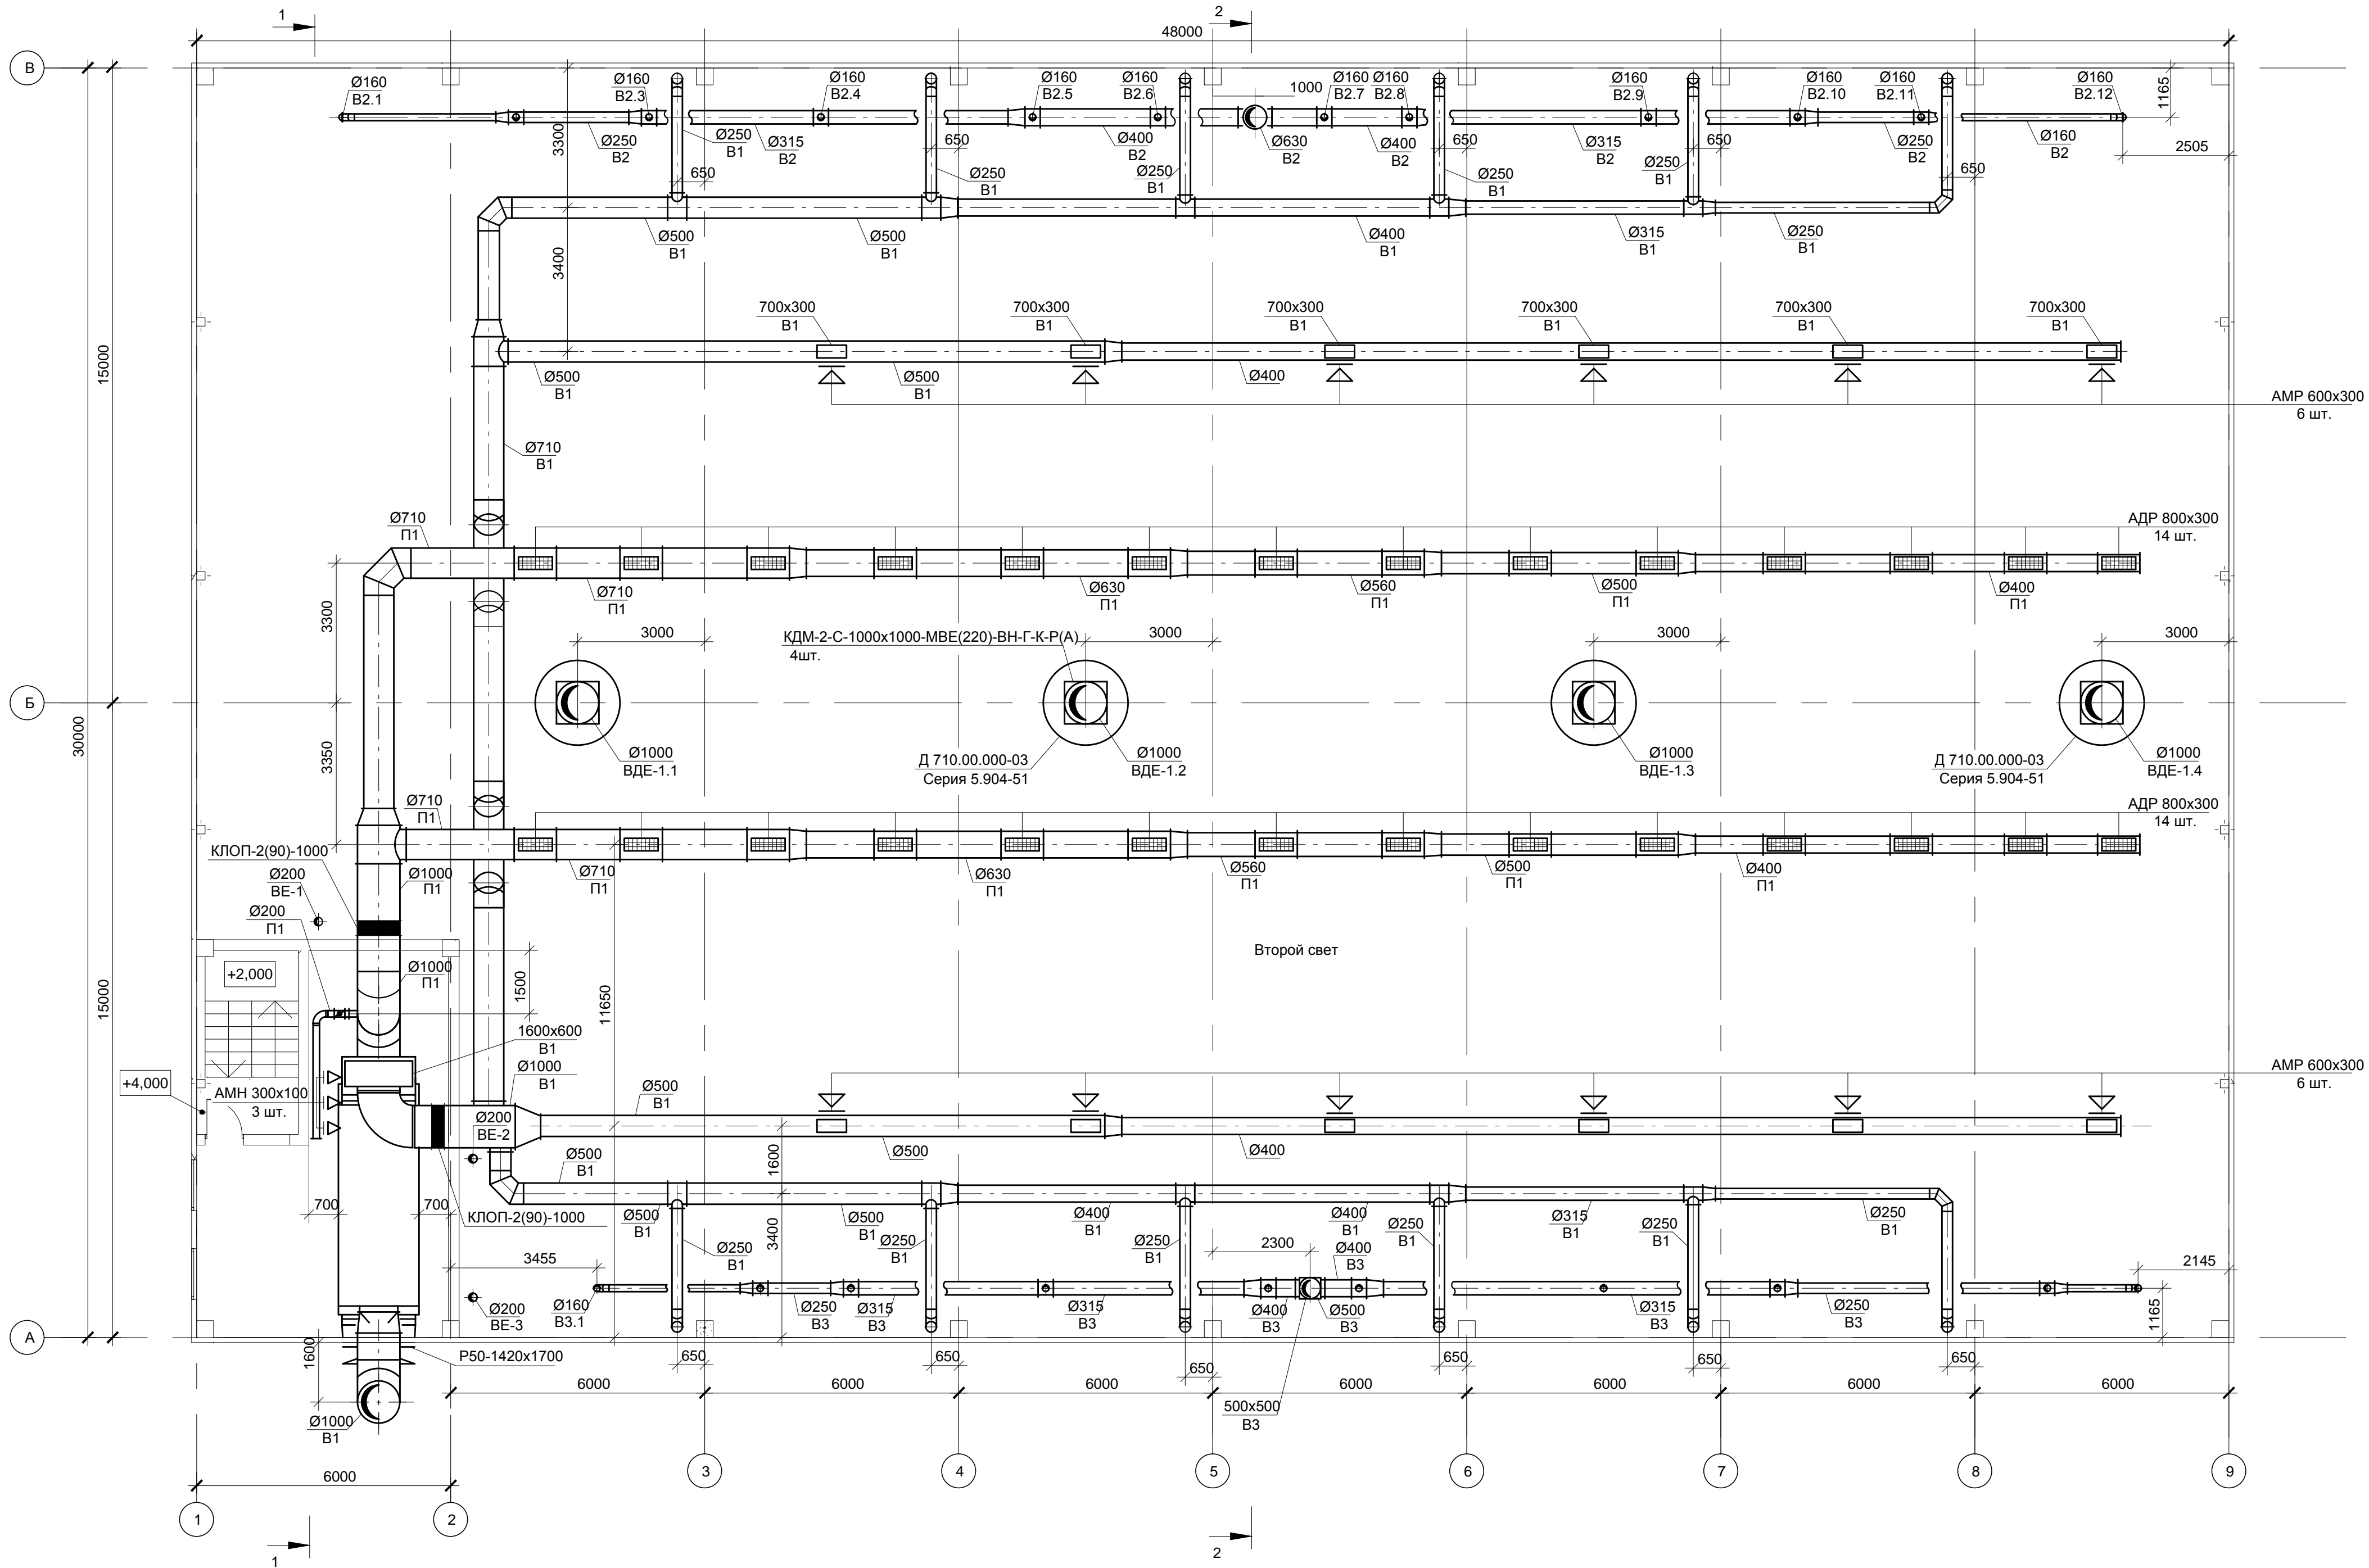 1
2
48000
В
Ø160
В2.1
Ø160
В2.3
Ø160
В2.4
Ø160
В2.5
Ø160
В2.6
1000
Ø160
В2.7
Ø160
В2.8
Ø160
В2.9
Ø160
В2.10
Ø160
В2.11
Ø160
В2.12
1165
3300
Ø250
В2
Ø250
В1
Ø315
В2
650
Ø400
В2
Ø630
В2
Ø400
В2
650
Ø315
В2
650
Ø250
В2
Ø160
В2
2505
650
Ø250
В1
Ø250
В1
Ø250
В1
Ø250
В1
650
Ø500
В1
Ø500
В1
Ø400
В1
Ø315
В1
Ø250
В1
3400
15000
700х300
В1
700х300
В1
700х300
В1
700х300
В1
700х300
В1
700х300
В1
Ø500
В1
Ø500
В1
Ø400
АМР 600х300
6 шт.
Ø710
В1
Ø710
П1
АДР 800х300
14 шт.
Ø710
П1
Ø630
П1
Ø560
П1
Ø500
П1
Ø400
П1
3300
3000
КДМ-2-С-1000х1000-МВЕ(220)-ВН-Г-К-Р(А)
4шт.
3000
3000
3000
Б
30000
3350
Ø1000
ВДЕ-1.1
Д 710.00.000-03
Серия 5.904-51
Ø1000
ВДЕ-1.2
Ø1000
ВДЕ-1.3
Д 710.00.000-03
Серия 5.904-51
Ø1000
ВДЕ-1.4
Ø710
П1
АДР 800х300
14 шт.
КЛОП-2(90)-1000
Ø200
ВЕ-1
Ø1000
П1
Ø710
П1
Ø630
П1
Ø560
П1
Ø500
П1
Ø400
П1
Ø200
П1
Второй свет
+2,000
Ø1000
П1
1500
11650
15000
1600х600
В1
Ø1000
В1
+4,000
АМН 300х100
3 шт.
Ø500
В1
АМР 600х300
6 шт.
Ø200
ВЕ-2
Ø500
В1
1600
Ø500
Ø400
700
700
КЛОП-2(90)-1000
Ø500
В1
Ø500
В1
3400
Ø400
В1
Ø400
В1
Ø315
В1
Ø250
В1
Ø250
В1
Ø250
В1
Ø250
В1
Ø250
В1
Ø250
В1
3455
2300
Ø400
В3
2145
Ø200
ВЕ-3
Ø160
В3.1
Ø250
В3
Ø315
В3
Ø315
В3
Ø400
В3
Ø500
В3
Ø315
В3
Ø250
В3
1165
А
1600
Р50-1420х1700
650
650
650
650
650
650
6000
6000
6000
6000
6000
6000
6000
500х500
В3
Ø1000
В1
6000
3
4
5
6
7
8
9
1
2
1
2